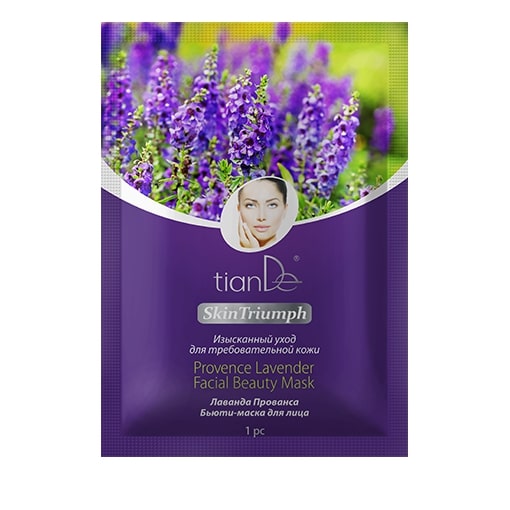 tianDe®
SkinTriumph
Изысканный уход
для требовательной кожи
Provence Lavender
Facial Beauty Mask
Лаванда Прованса
Бьюти-маска для лица
1 pc